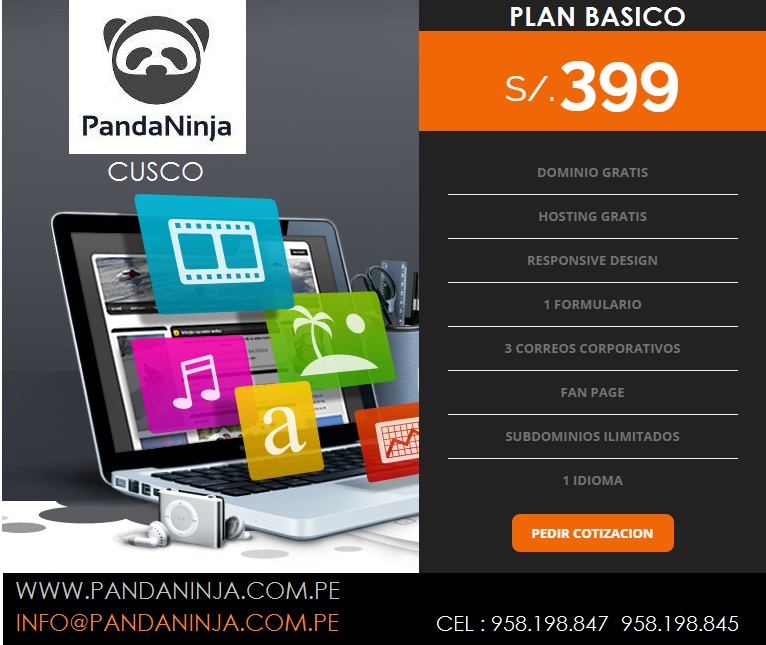 PandaNinja
CUSCO
a
PLAN BASICO
S/.399
DOMINIO GRATIS
HOSTING GRATIS
RESPONSIVE DESIGN
1 FORMULARIO
3 CORREOS CORPORATIVOS
FAN PAGE
SUBDOMINIOS ILIMITADOS
1 IDIOMA
PEDIR COTIZACION
WWW.PANDANINJA.COM.PE
INFO@PANDANINJA.COM.PE
CEL : 958.198.847 958.198.845